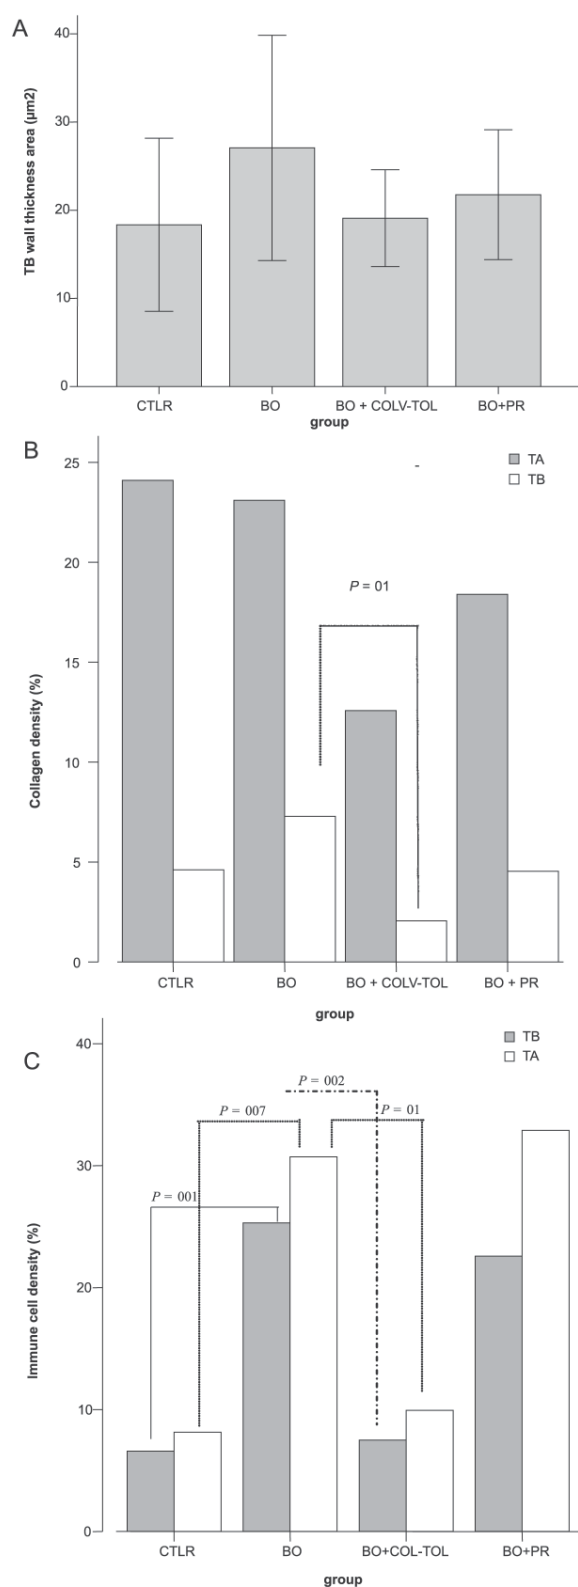 A
TB wall thickness area (µm2)
40
30
20
10
0
CTLR
BO
BO + COLV-TOL
BO+PR
group
B
Collagen density (%)
25
20
15
10
5
0
TA
TB
P = 01
CTLR
BO
BO + COLV-TOL
BO + PR
group
C
Immune cell density (%)
40
30
20
10
0
TB
TA
P = 002
P = 007
P = 01
P = 001
CTLR
BO
BO+COL-TOL
BO+PR
group